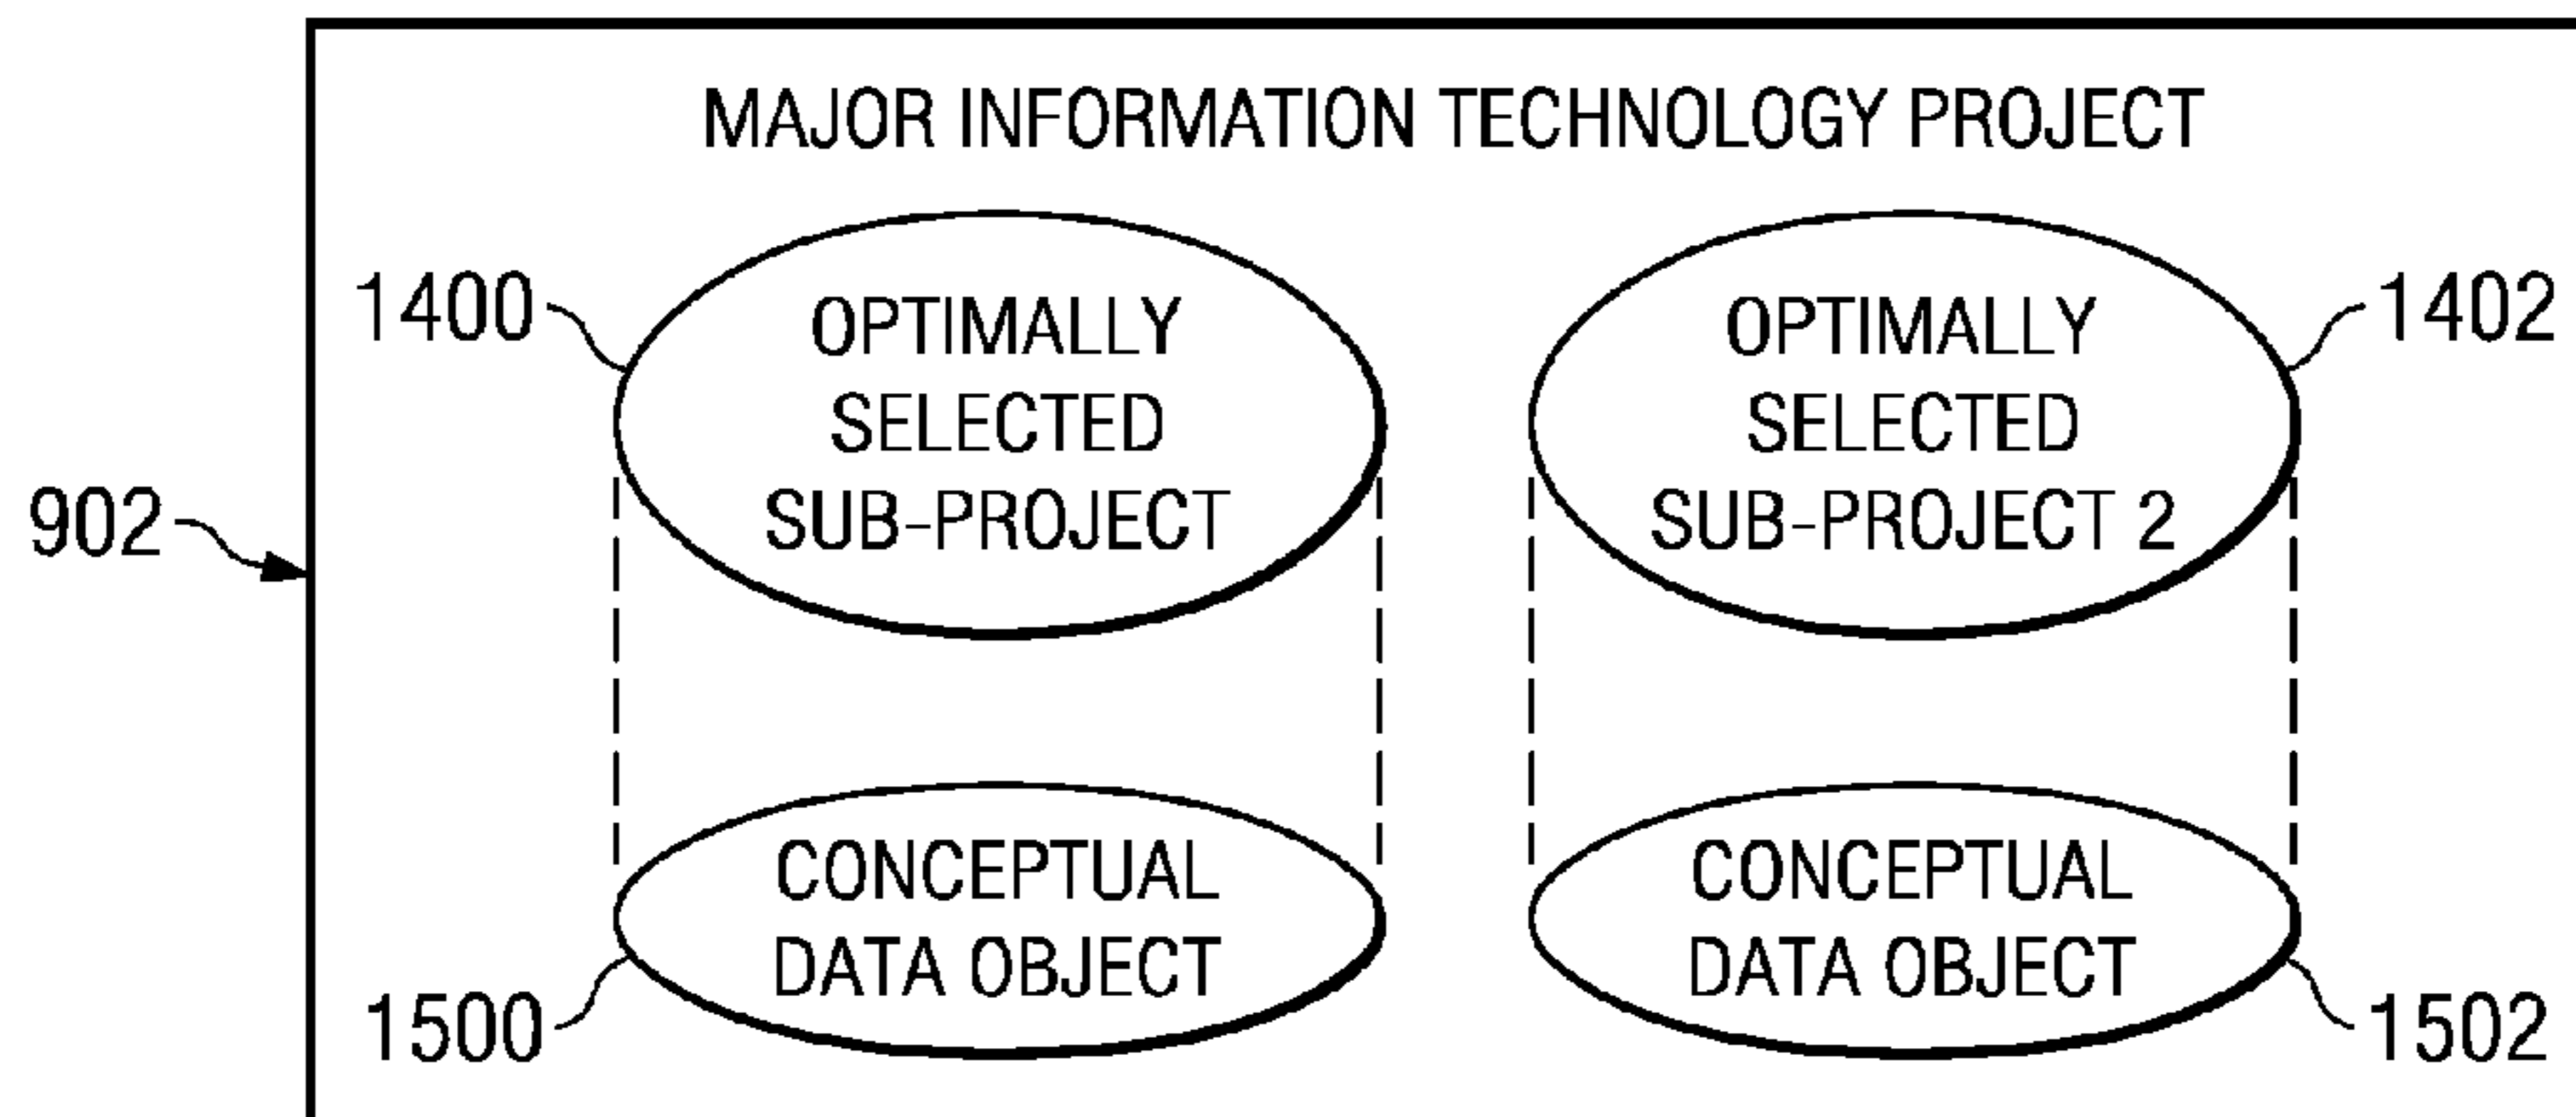 MAJOR INFORMATION TECHNOLOGY PROJECT
1400
OPTIMALLY
SELECTED
SUB-PROJECT
OPTIMALLY
SELECTED
SUB-PROJECT 2
1402
902
CONCEPTUAL
DATA OBJECT
1500
CONCEPTUAL
DATA OBJECT
1502